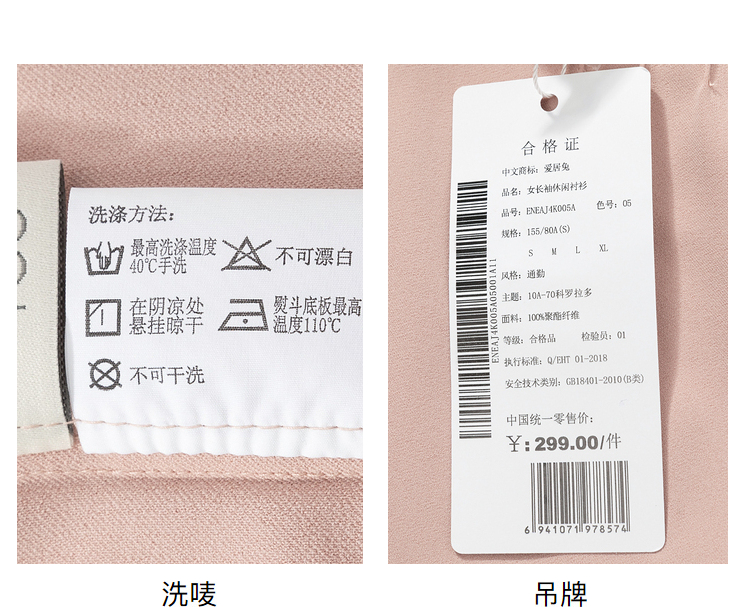 洗涤方法:
最高洗涤温度
40℃手洗
不可漂白
在阴凉处
悬挂晾干
熨斗底板最高
温度110℃
不可干洗
洗唛
合格证
中文商标: 爱居兔
品名: 女长袖休闲衬衫
品号: ENEAJ4K005A 色号: 05
规格: 155/80A(S)
S M L XL
风格: 通勤
主题: 10A-70科罗拉多
面料: 100%聚酯纤维
等级: 合格品 检验员: 01
执行标准: Q/EHT 01-2018
安全技术类别: GB18401-2010(B类)
ENEAJ4K005A05001A11
中国统一零售价:
¥: 299.00/件
6 941071 978574
吊牌